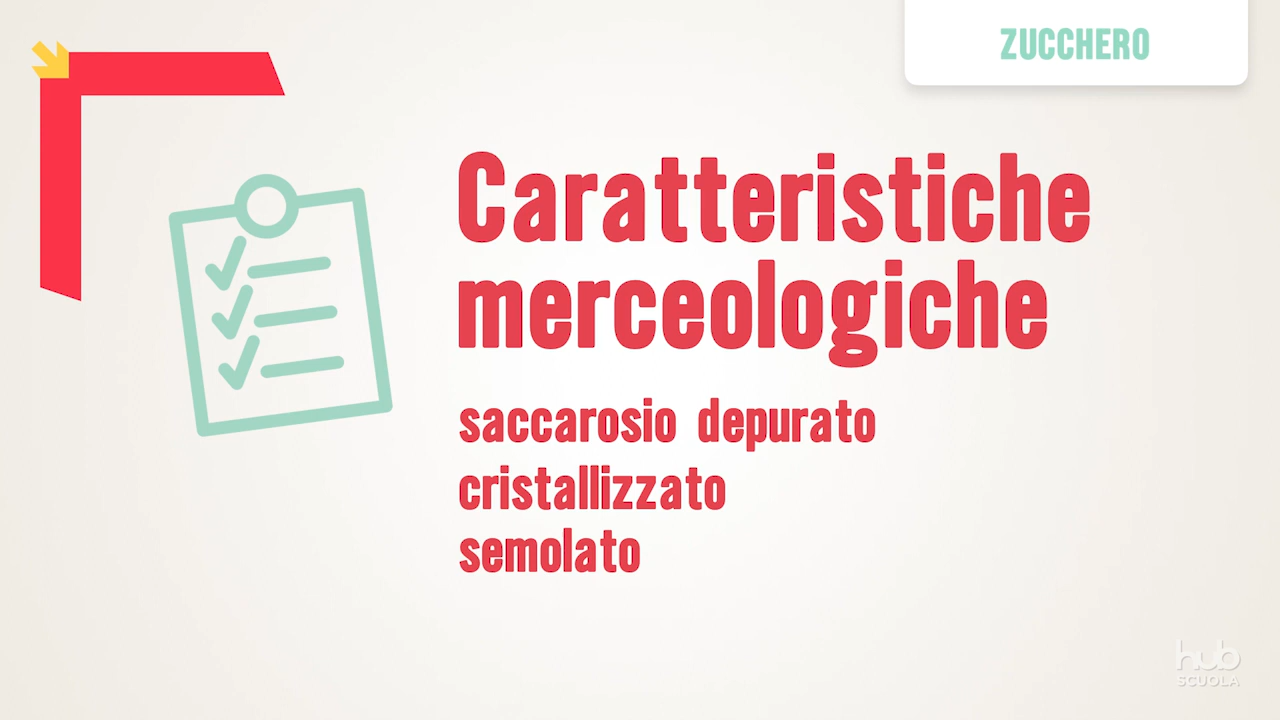 ZUCCHERO
Caratteristiche
merceologiche
saccarosio depurato
cristallizzato
semolato
hub
SCUOLA